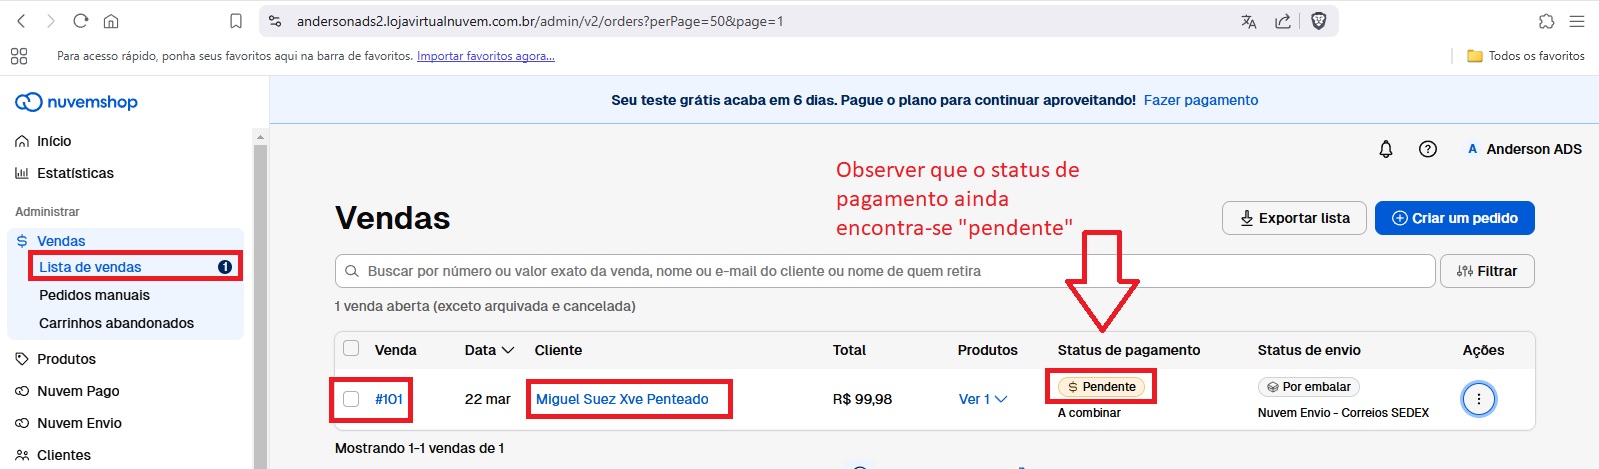 andersonads2.lojavirtualnuvem.com.br/admin/v2/orders?perPage=50&page=1
Para acesso rápido, ponha seus favoritos aqui na barra de favoritos. Importar favoritos agora...
Todos os favoritos
nuvemshop
Seu teste grátis acaba em 6 dias. Pague o plano para continuar aproveitando! Fazer pagamento
Início
Estatísticas
Administrar
Vendas
Lista de vendas 1
Pedidos manuais
Carrinhos abandonados
Produtos
Nuvem Pago
Nuvem Envio
Clientes
A Anderson ADS
Observer que o status de
pagamento ainda
encontra-se "pendente"
Vendas
Exportar lista
Criar um pedido
Buscar por número ou valor exato da venda, nome ou e-mail do cliente ou nome de quem retira
Filtrar
1 venda aberta (exceto arquivada e cancelada)
Venda Data Cliente Total Produtos Status de pagamento Status de envio Ações
#101 22 mar Miguel Suez Xve Penteado R$ 99,98 Ver 1 Pendente Por embalar
A combinar Nuvem Envio - Correios SEDEX
Mostrando 1-1 vendas de 1